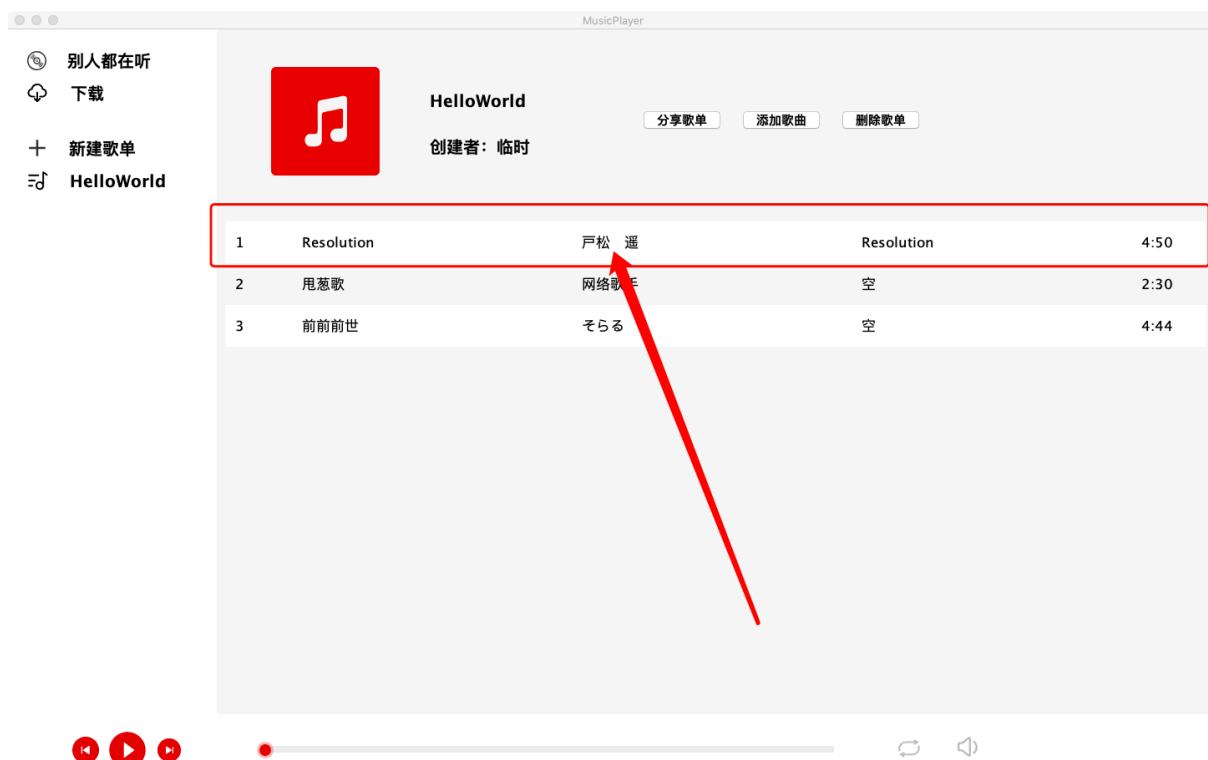 MusicPlayer
别人都在听
下载
新建歌单
HelloWorld
HelloWorld
创建者：临时
分享歌单 添加歌曲 删除歌单
1 Resolution 戸松　遥 Resolution 4:50
2 甩葱歌 网络歌手 空 2:30
3 前前前世 そらる 空 4:44